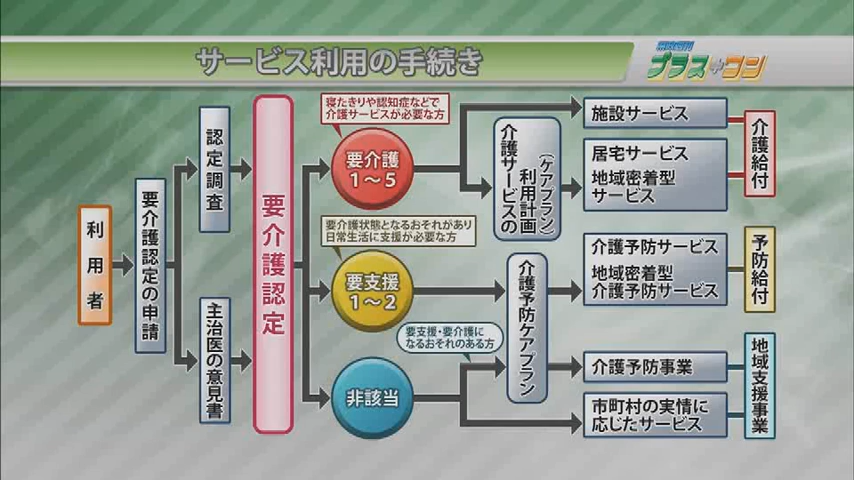 サービス利用の手続き
県政週刊
プラス+ワン
利用者
要介護認定の申請
認定調査
主治医の意見書
要介護認定
寝たきりや認知症などで
介護サービスが必要な方
要介護
1～5
介護サービスの
利用計画
(ケアプラン)
施設サービス
居宅サービス
地域密着型
サービス
介護給付
要介護状態となるおそれがあり
日常生活に支援が必要な方
要支援
1～2
介護予防ケアプラン
介護予防サービス
地域密着型
介護予防サービス
予防給付
要支援・要介護に
なるおそれのある方
非該当
介護予防事業
市町村の実情に
応じたサービス
地域支援事業